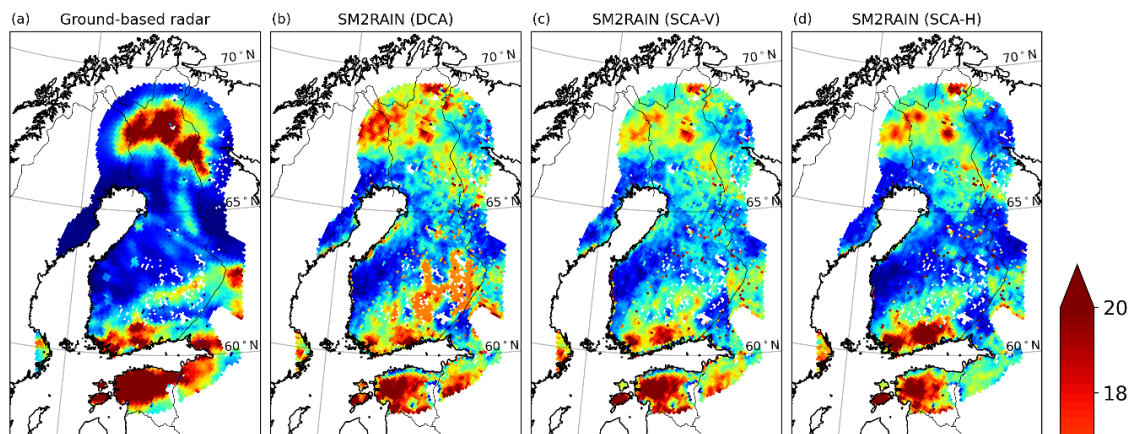 (a) Ground-based radar
(b) SM2RAIN (DCA)
(c) SM2RAIN (SCA-V)
(d) SM2RAIN (SCA-H)
70°N 70°N 70°N 70°N
65°N 65°N 65°N 65°N
60°N 60°N 60°N 60°N
20
18